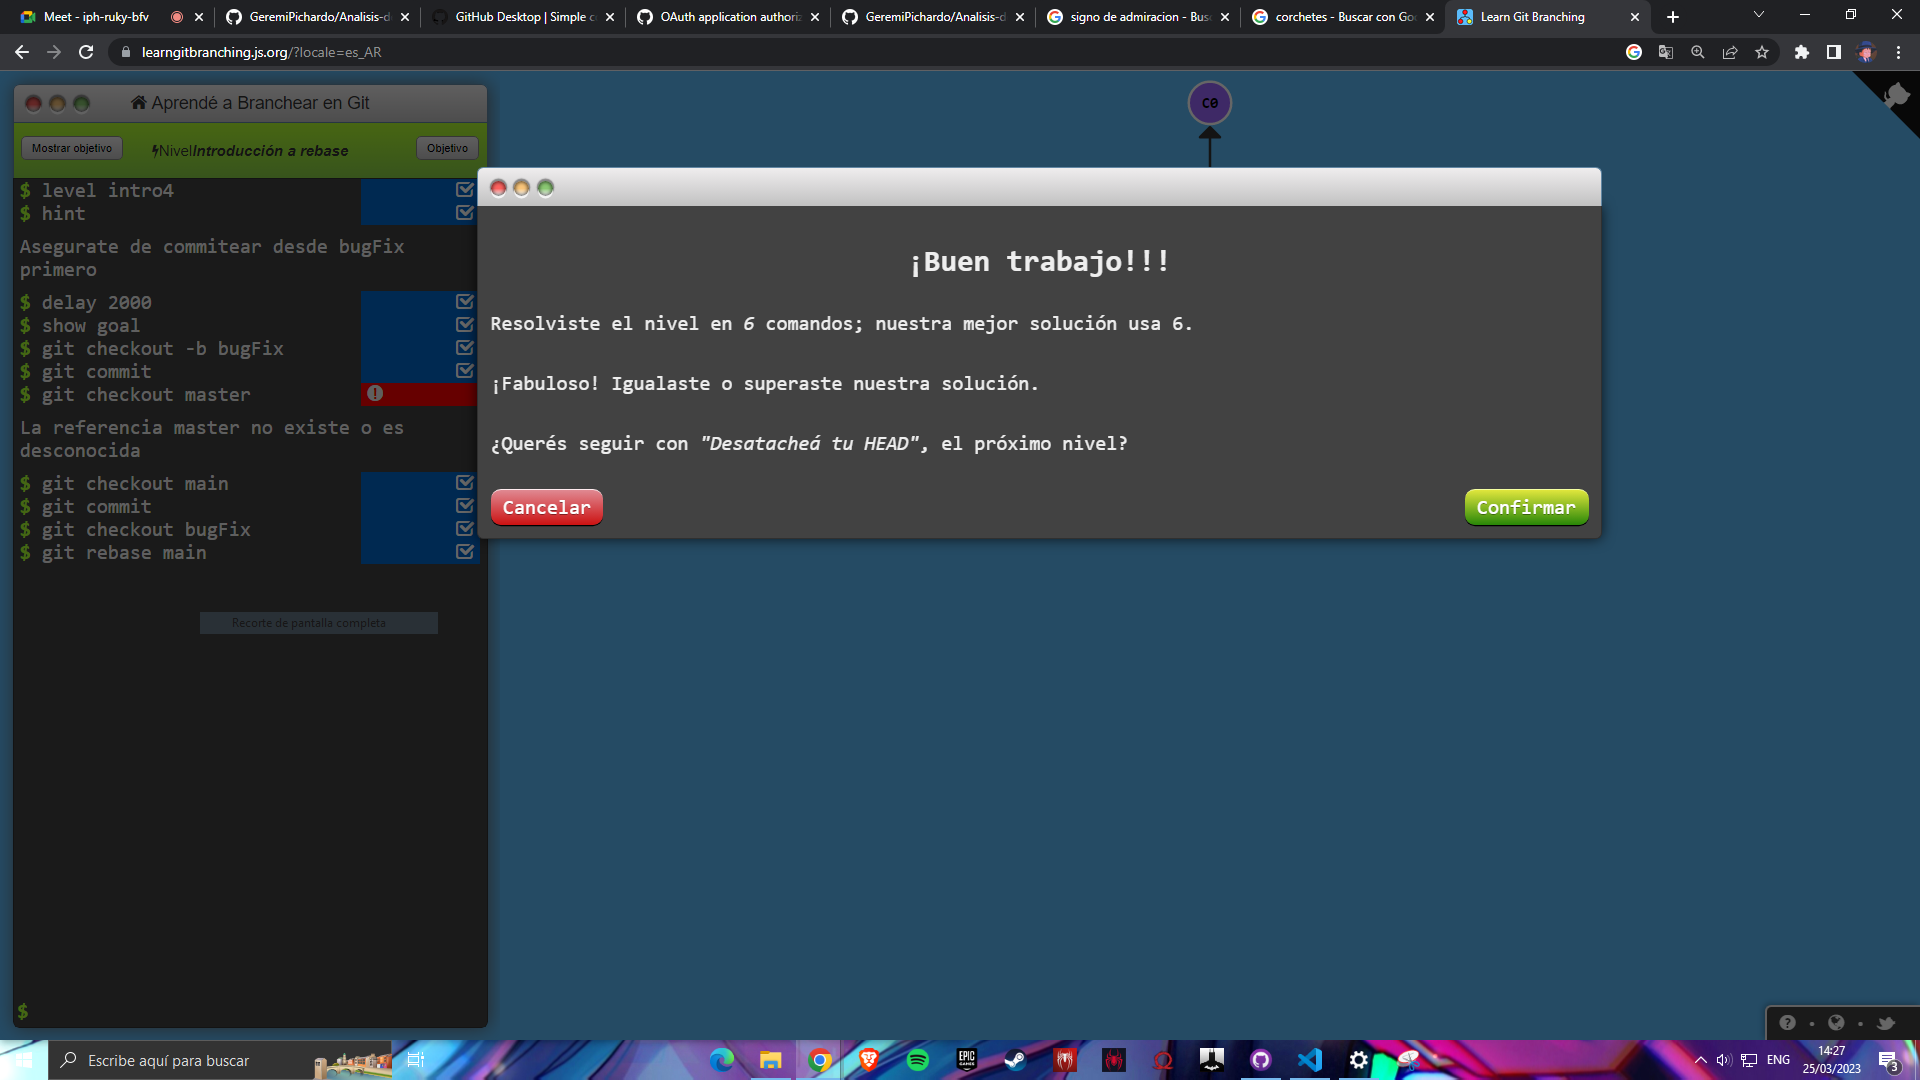 Meet - iph-ruky-bfv
GeremiPichardo/Analisis-d
GitHub Desktop | Simple c
OAuth application authoriz
GeremiPichardo/Analisis-d
signo de admiracion - Bus
corchetes - Buscar con Goo
Learn Git Branching
learngitbranching.js.org/?locale=es_AR
Aprendé a Branchear en Git
Mostrar objetivo
NivelIntroducción a rebase
Objetivo
$ level intro4
$ hint
Asegurate de commitear desde bugFix
primero
$ delay 2000
$ show goal
$ git checkout -b bugFix
$ git commit
$ git checkout master
La referencia master no existe o es
desconocida
$ git checkout main
$ git commit
$ git checkout bugFix
$ git rebase main
Recorte de pantalla completa
$
C0
¡Buen trabajo!!!
Resolviste el nivel en 6 comandos; nuestra mejor solución usa 6.
¡Fabuloso! Igualaste o superaste nuestra solución.
¿Querés seguir con "Desatacheá tu HEAD", el próximo nivel?
Cancelar
Confirmar
Escribe aquí para buscar
EPIC
GAMES
ENG
14:27
25/03/2023
3